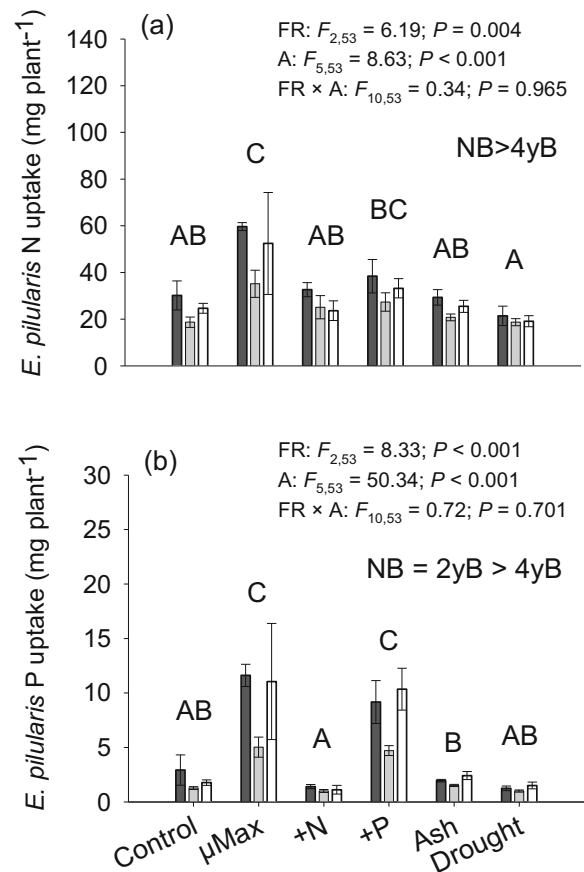 (a)
FR: F2,53 = 6.19; P = 0.004
A: F5,53 = 8.63; P < 0.001
FR × A: F10,53 = 0.34; P = 0.965
NB>4yB
E. pilularis N uptake (mg plant-1)
140
120
100
80
60
40
20
0
AB
C
AB
BC
AB
A
(b)
FR: F2,53 = 8.33; P < 0.001
A: F5,53 = 50.34; P < 0.001
FR × A: F10,53 = 0.72; P = 0.701
NB = 2yB > 4yB
E. pilularis P uptake (mg plant-1)
30
25
20
15
10
5
0
AB
C
A
C
B
AB
Control
µMax
+N
+P
Ash
Drought